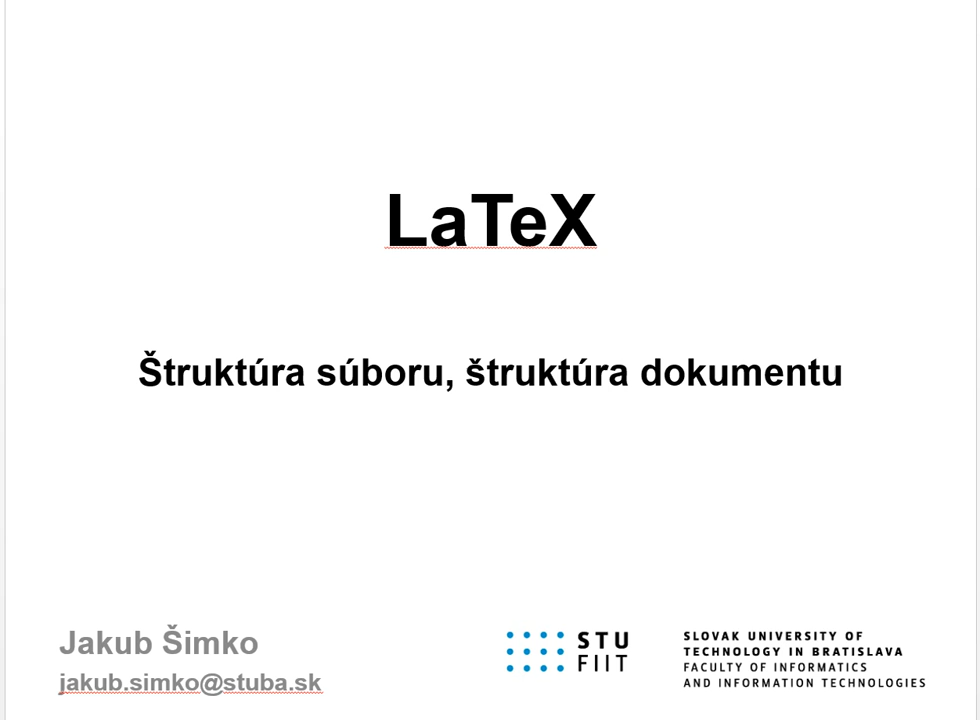 LaTeX
Štruktúra súboru, štruktúra dokumentu
Jakub Šimko
jakub.simko@stuba.sk
STU
FIIT
SLOVAK UNIVERSITY OF
TECHNOLOGY IN BRATISLAVA
FACULTY OF INFORMATICS
AND INFORMATION TECHNOLOGIES